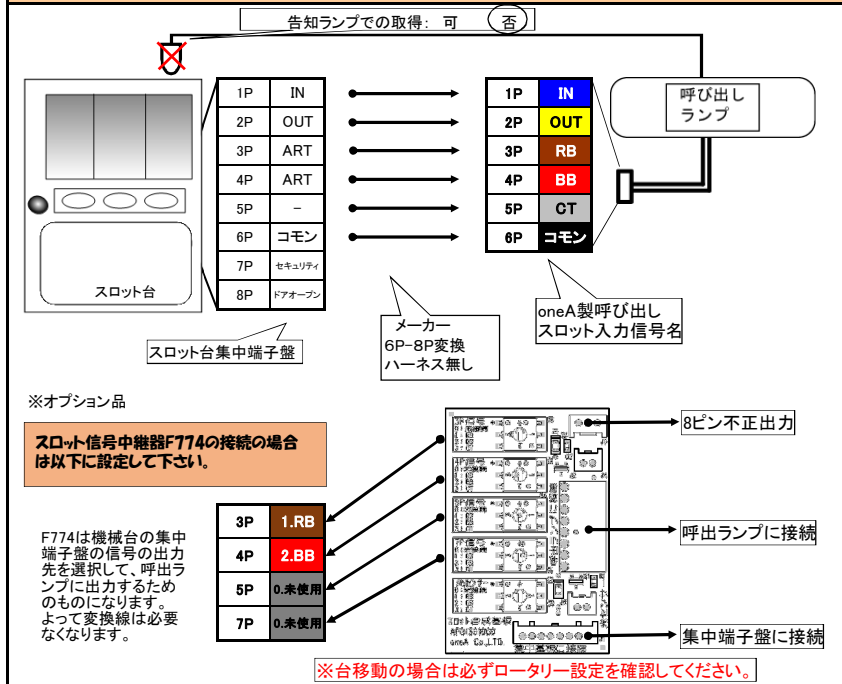 告知ランプでの取得： 可 否
1P IN
2P OUT
3P ART
4P ART
5P －
6P コモン
7P セキュリティ
8P ドアオープン
1P IN
2P OUT
3P RB
4P BB
5P CT
6P コモン
呼び出し
ランプ
スロット台
スロット台集中端子盤
メーカー
6P-8P変換
ハーネス無し
oneA製呼び出し
スロット入力信号名
※オプション品
スロット信号中継器F774の接続の場合
は以下に設定して下さい。
F774は機械台の集中
端子盤の信号の出力
先を選択して、呼出ラ
ンプに出力するため
のものになります。
よって変換線は必要
なくなります。
3P 1.RB
4P 2.BB
5P 0.未使用
7P 0.未使用
8ピン不正出力
呼出ランプに接続
集中端子盤に接続
※台移動の場合は必ずロータリー設定を確認してください。